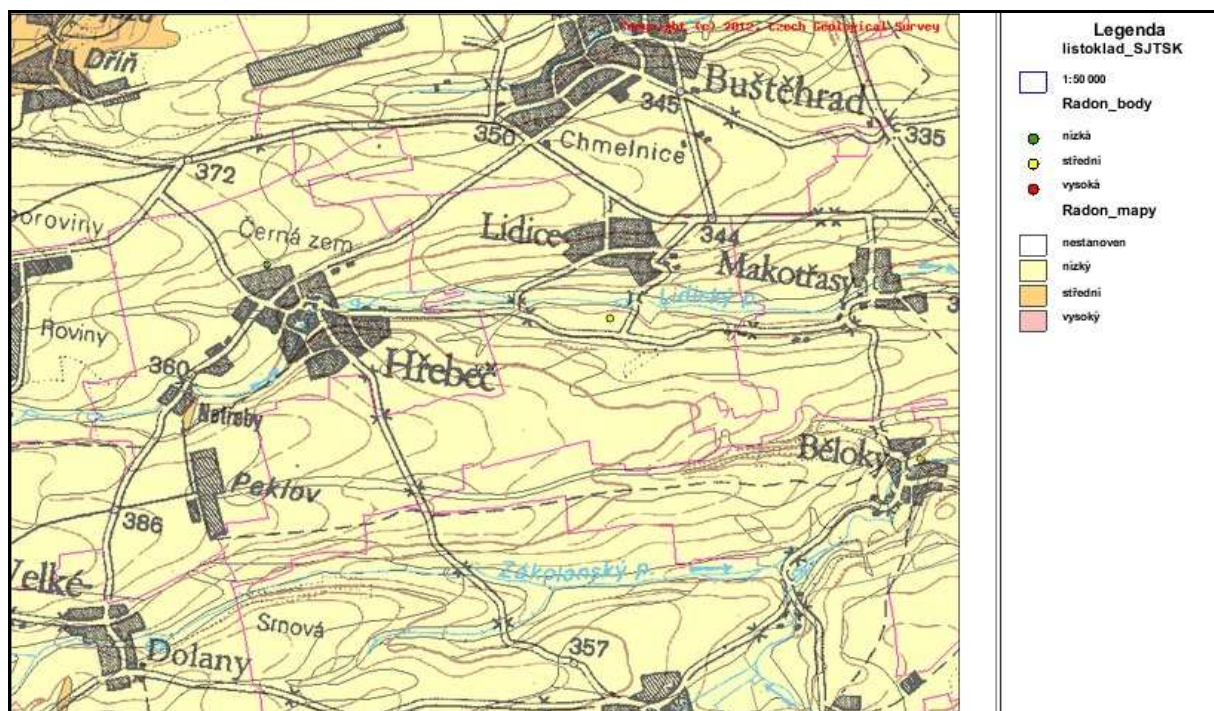 Copyright (c) 2012, Czech Geological Survey
Dříň
Buštěhrad
345
350
335
Chmelnice
372
Lidice
344
Černá zem
Makotřasy
Lidický p.
Roviny
360
Hřebeč
Netřeby
Běloky
Peklov
386
Velké
Zákolanský p.
Srnová
357
Dolany
Legenda
listoklad_SJTSK
1:50 000
Radon_body
nízká
střední
vysoká
Radon_mapy
nestanoven
nízký
střední
vysoký